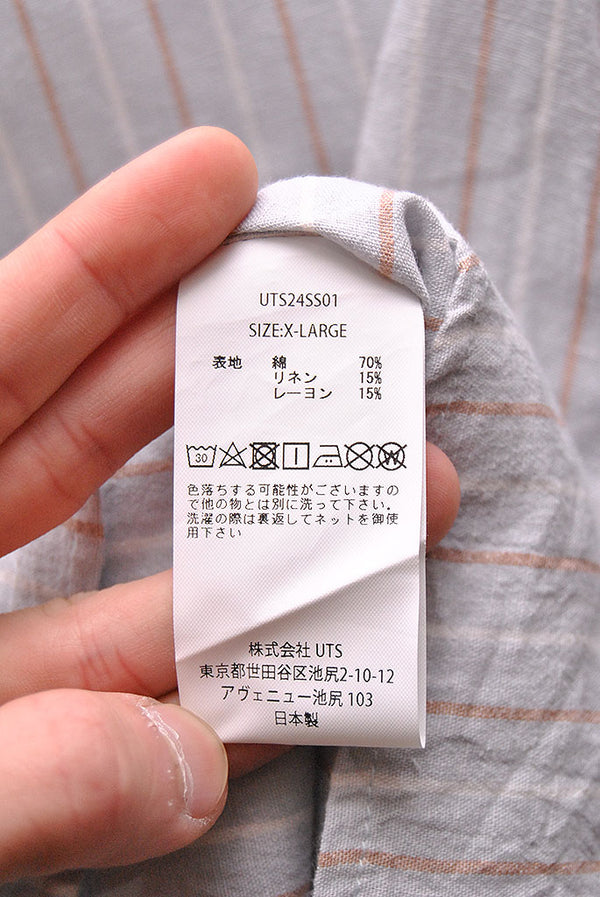 UTS24SS01
SIZE:X-LARGE
表地 綿 70%
リネン 15%
レーヨン 15%
30 W
色落ちする可能性がございますの
で他の物とは別に洗って下さい。
洗濯の際は裏返してネットを御使
用下さい
株式会社 UTS
東京都世田谷区池尻2-10-12
アヴェニュー池尻 103
日本製